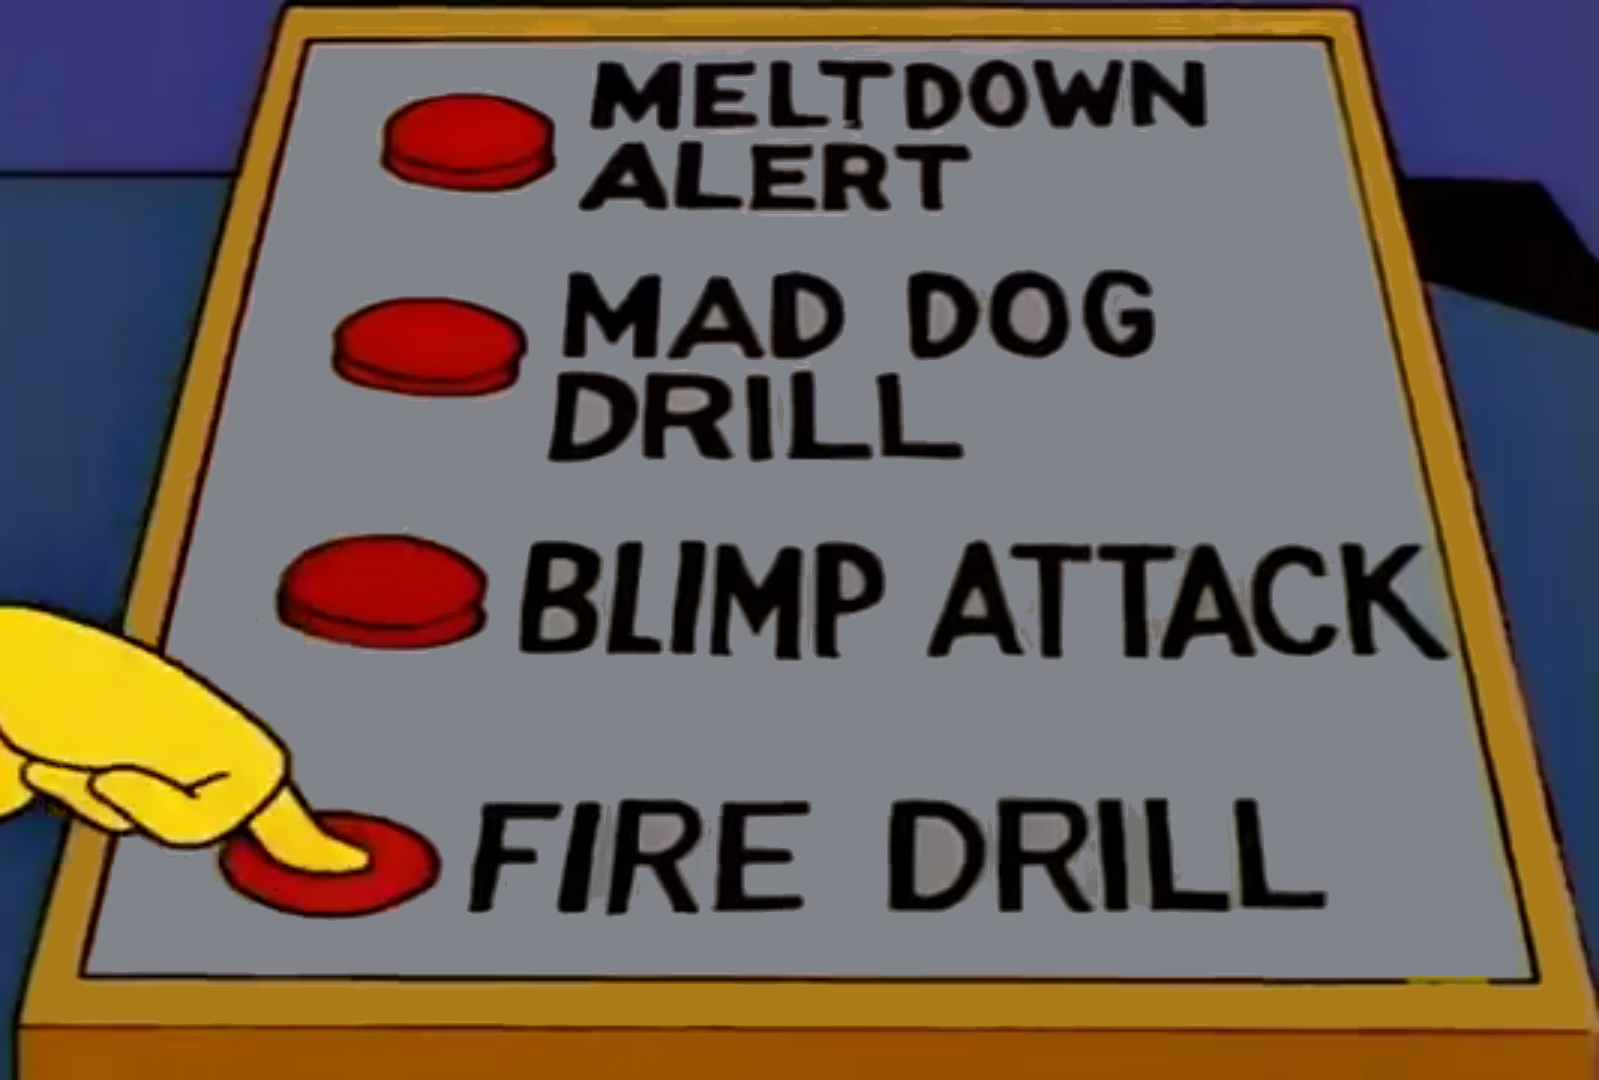 MELTDOWN
ALERT
MAD DOG
DRILL
BLIMP ATTACK
FIRE DRILL